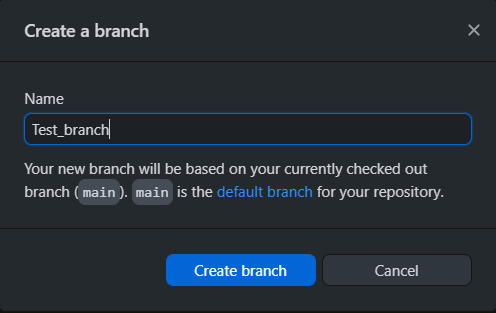 Create a branch
Name
Test_branch
Your new branch will be based on your currently checked out
branch (main). main is the default branch for your repository.
Create branch
Cancel